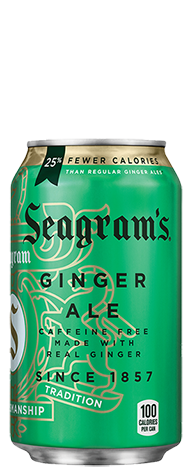 25% FEWER CALORIES
THAN REGULAR GINGER ALES
Seagram's
GINGER
ALE
CAFFEINE FREE
MADE WITH
REAL GINGER
SINCE 1857
TRADITION
100
CALORIES
PER CAN